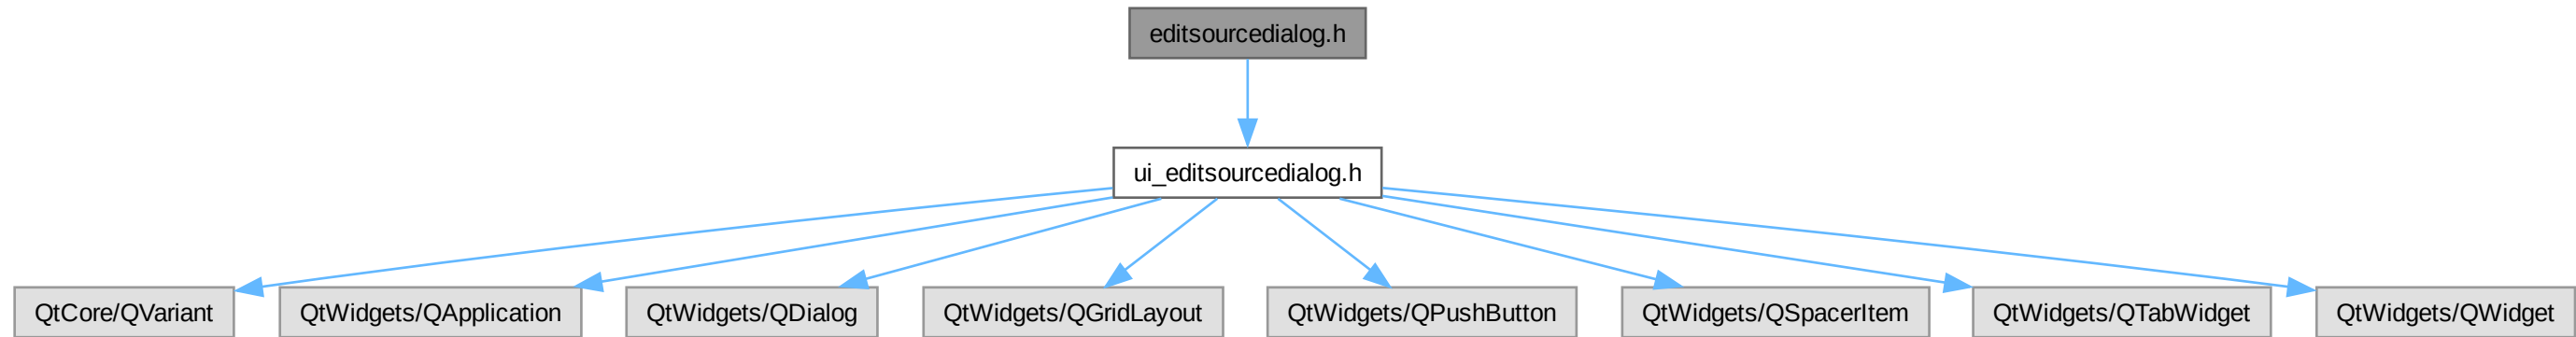 editsourcedialog.h
ui_editsourcedialog.h
QtCore/QVariant
QtWidgets/QApplication
QtWidgets/QDialog
QtWidgets/QGridLayout
QtWidgets/QPushButton
QtWidgets/QSpacerItem
QtWidgets/QTabWidget
QtWidgets/QWidget